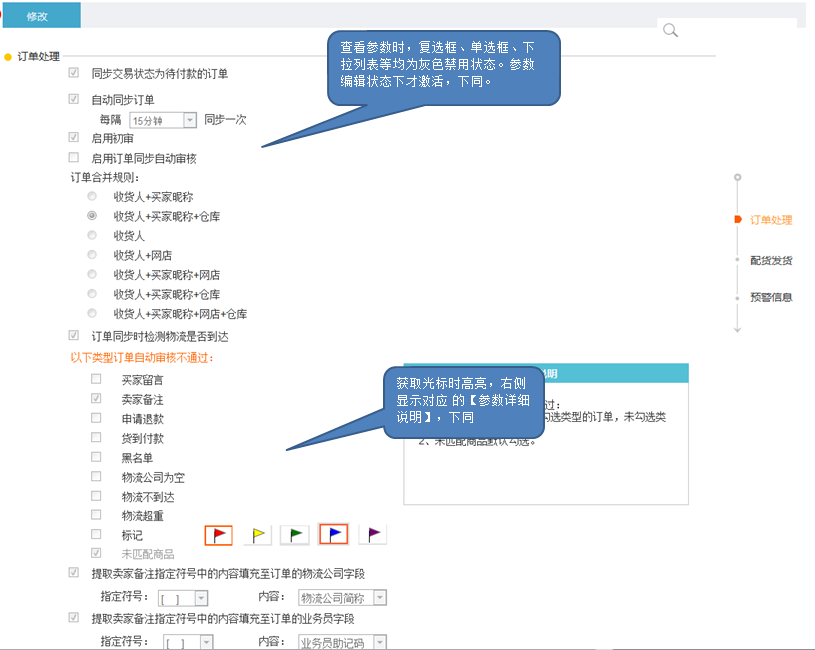 修改
订单处理
查看参数时，复选框、单选框、下
拉列表等均为灰色禁用状态。参数
编辑状态下才激活，下同。
同步交易状态为待付款的订单
自动同步订单
每隔 15分钟 同步一次
启用初审
启用订单同步自动审核
订单合并规则:
收货人+买家昵称
收货人+买家昵称+仓库
收货人
收货人+网店
收货人+买家昵称+网店
收货人+买家昵称+仓库
收货人+买家昵称+网店+仓库
订单同步时检测物流是否到达
订单处理
配货发货
预警信息
以下类型订单自动审核不通过:
买家留言
卖家备注
申请退款
货到付款
黑名单
物流公司为空
物流不到达
物流超重
标记
未匹配商品
获取光标时高亮，右侧
显示对应 的【参数详细
说明】，下同
明
过:
勾选类型的订单，未勾选类
2、未匹配商品默认勾选。
提取卖家备注指定符号中的内容填充至订单的物流公司字段
指定符号: [ ] 内容: 物流公司简称
提取卖家备注指定符号中的内容填充至订单的业务员字段
指定符号: [ ] 内容: 业务员助记码